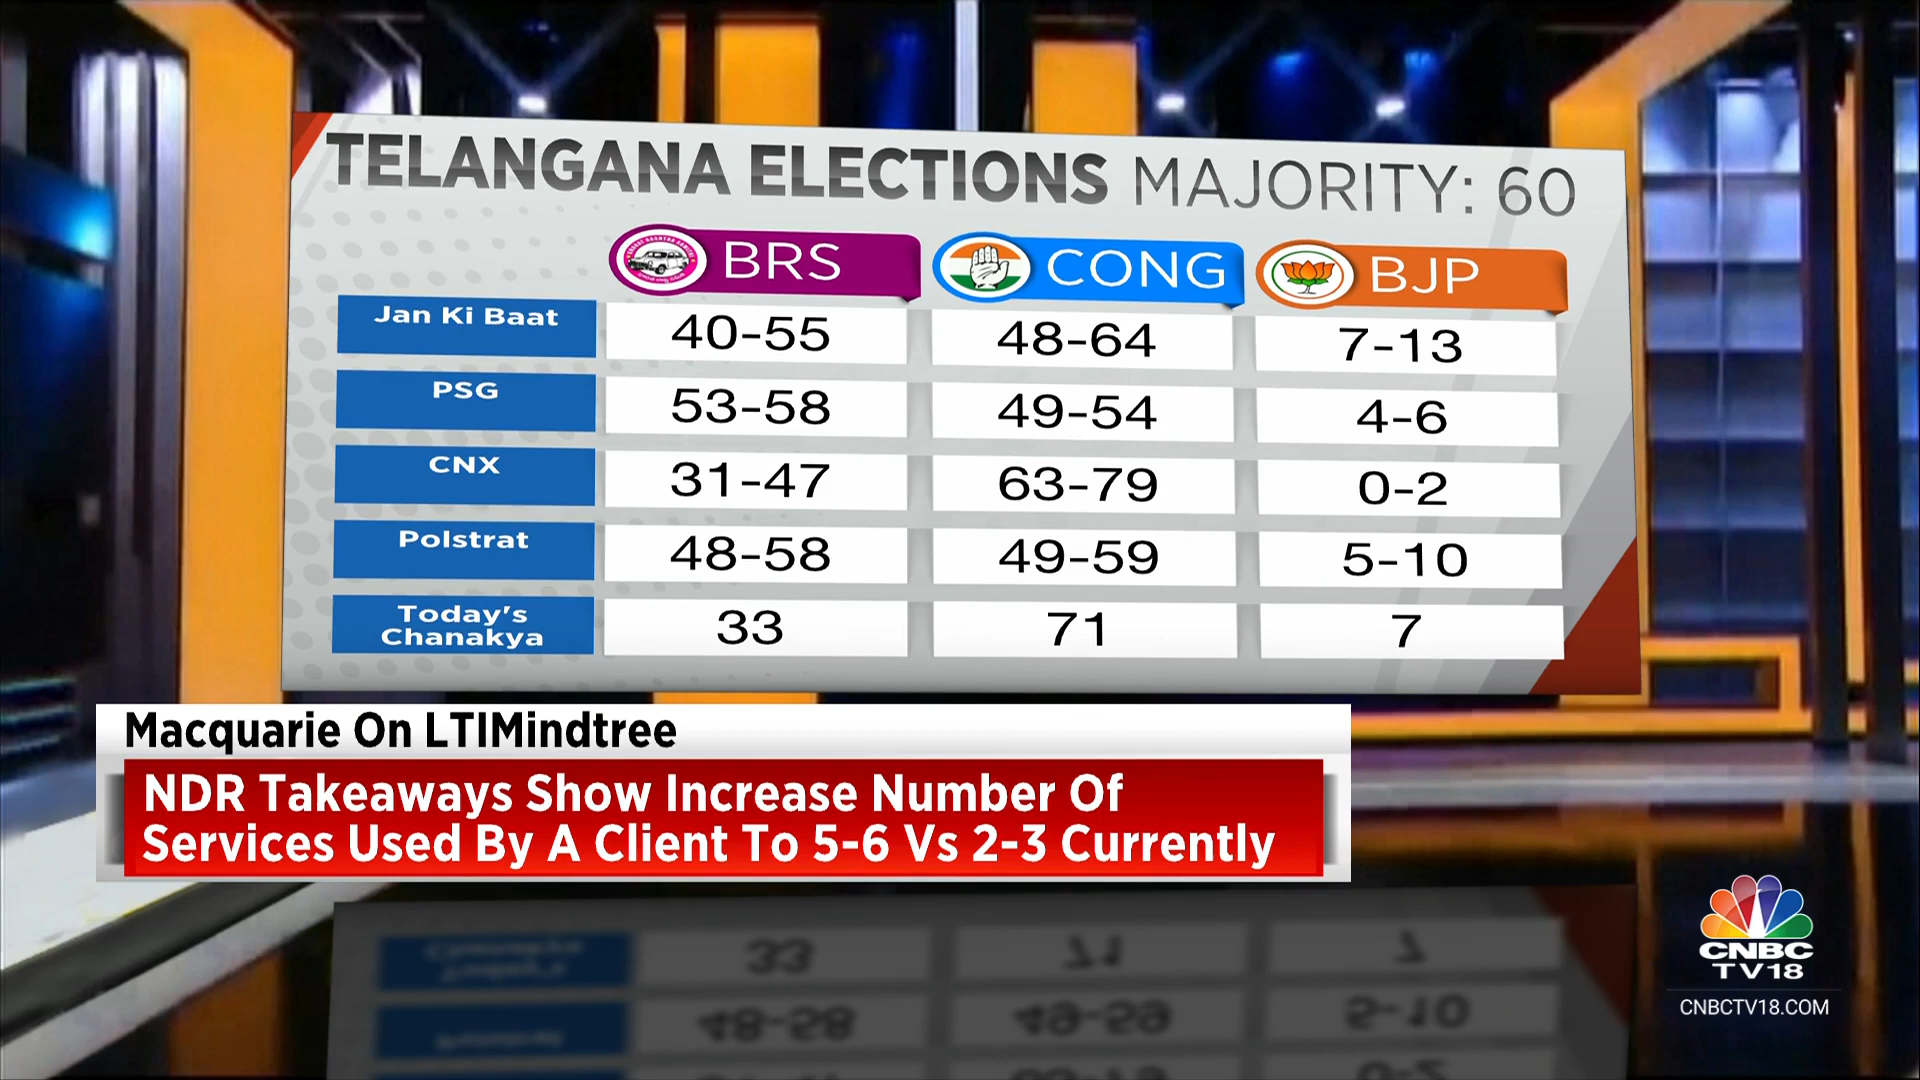 TELANGANA ELECTIONS MAJORITY: 60
BRS CONG BJP
Jan Ki Baat 40-55 48-64 7-13
PSG 53-58 49-54 4-6
CNX 31-47 63-79 0-2
Polstrat 48-58 49-59 5-10
Today's
Chanakya 33 71 7
Macquarie On LTIMindtree
NDR Takeaways Show Increase Number Of
Services Used By A Client To 5-6 Vs 2-3 Currently
CNBC
TV18
CNBCTV18.COM